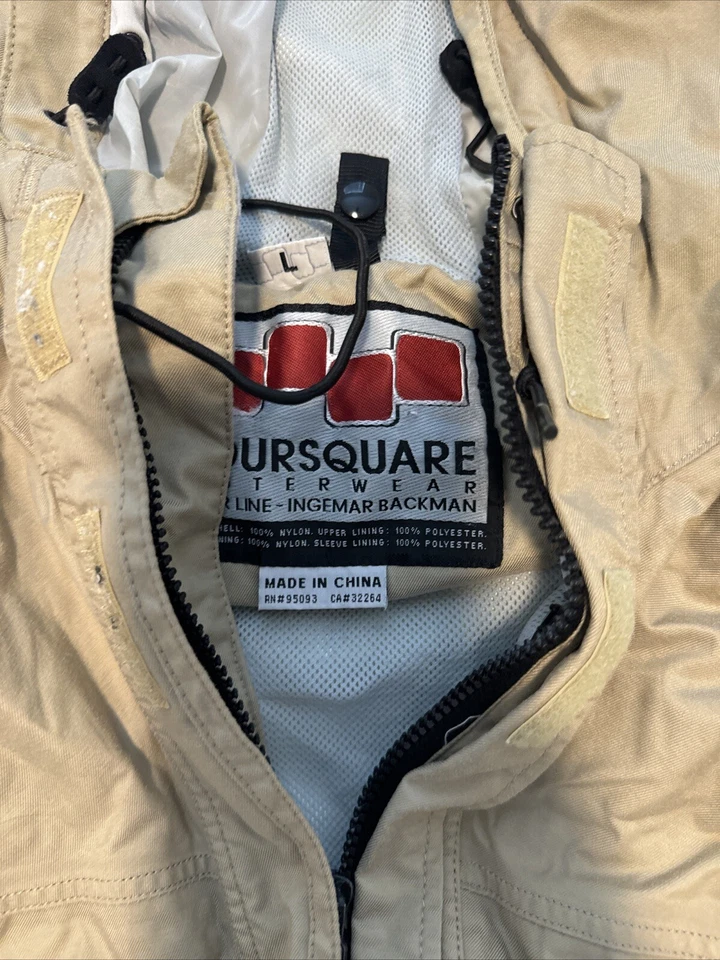 L
OURSQUARE
TERWEAR
R LINE - INGEMAR BACKMAN
HELL: 100% NYLON. UPPER LINING: 100% POLYESTER.
NING: 100% NYLON. SLEEVE LINING: 100% POLYESTER.
MADE IN CHINA
RN#95093 CA#32264